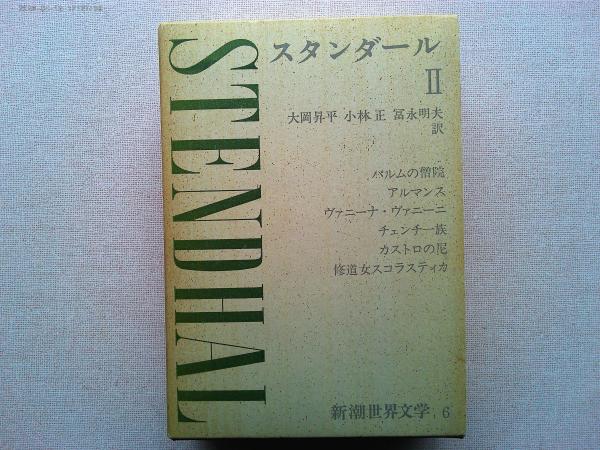 STENDHAL
スタンダール
II
大岡昇平 小林正 冨永明夫
訳
パルムの僧院
アルマンス
ヴァニーナ・ヴァニーニ
チェンチ一族
カストロの尼
修道女スコラスティカ
新潮世界文学 6